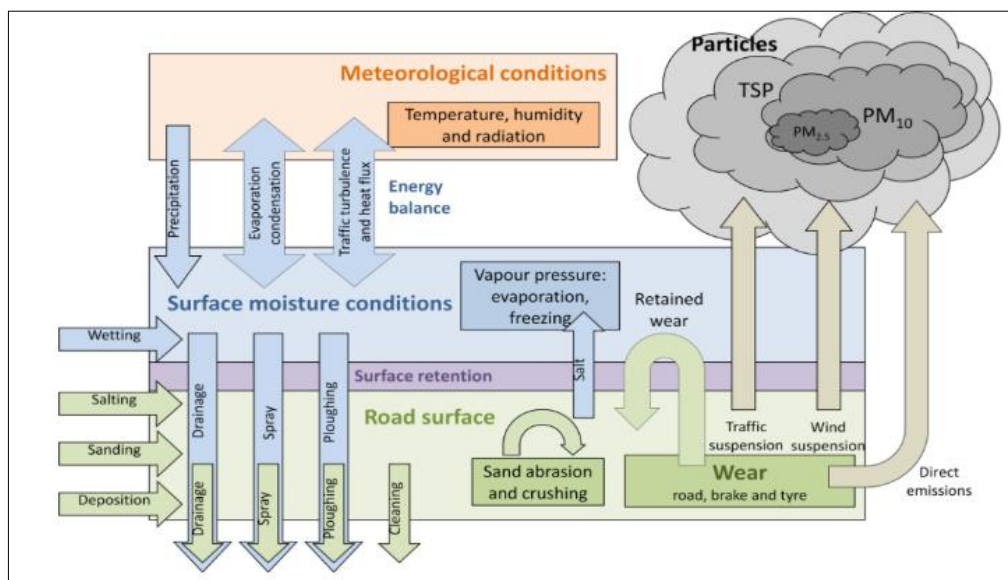 Particles
Meteorological conditions
TSP
Temperature, humidity
and radiation
PM10
PM2.5
Precipitation
Evaporation
condensation
Traffic turbulence
and heat flux
Energy
balance
Surface moisture conditions
Vapour pressure:
evaporation,
freezing
Retained
wear
Wetting
Surface retention
Salt
Salting
Road surface
Drainage
Spray
Ploughing
Traffic
suspension
Wind
suspension
Sanding
Sand abrasion
and crushing
Wear
road, brake and tyre
Direct
emissions
Deposition
Drainage
Spray
Ploughing
Cleaning